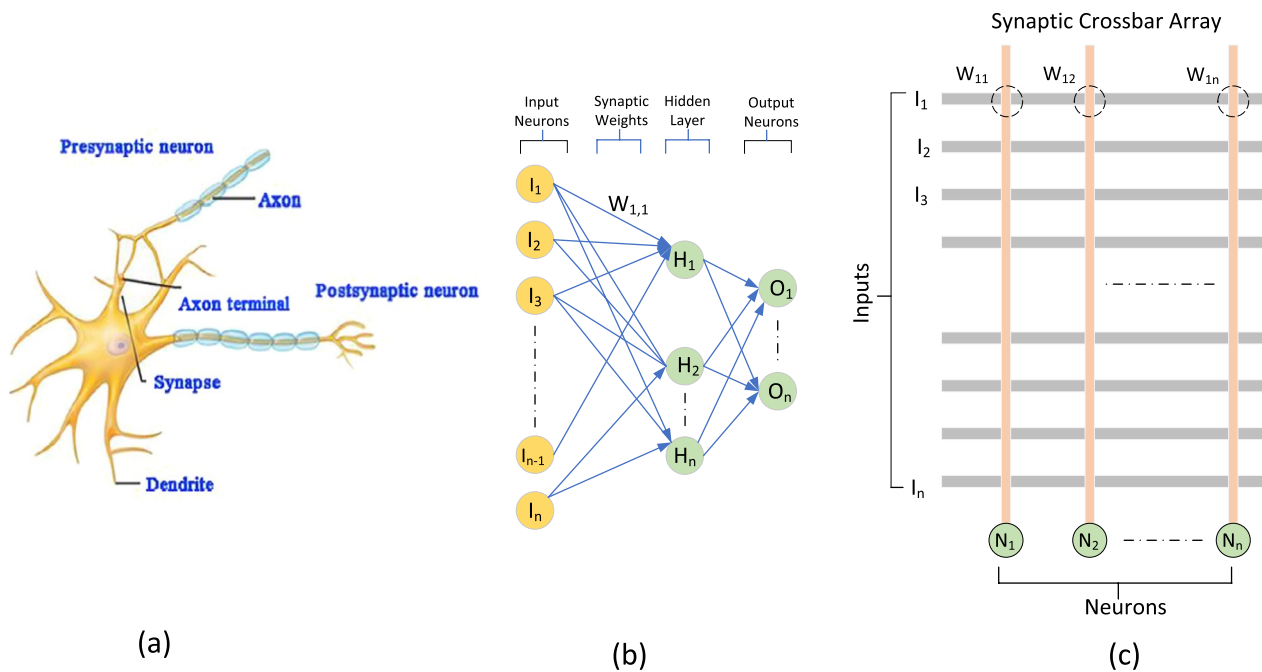 Presynaptic neuron
Axon
Axon terminal
Postsynaptic neuron
Synapse
Dendrite
(a)
Input
Neurons
Synaptic
Weights
Hidden
Layer
Output
Neurons
I1
W1,1
I2
H1
I3
O1
H2
On
In-1
Hn
In
(b)
Synaptic Crossbar Array
W11
W12
W1n
I1
I2
I3
Inputs
In
N1
N2
Nn
Neurons
(c)